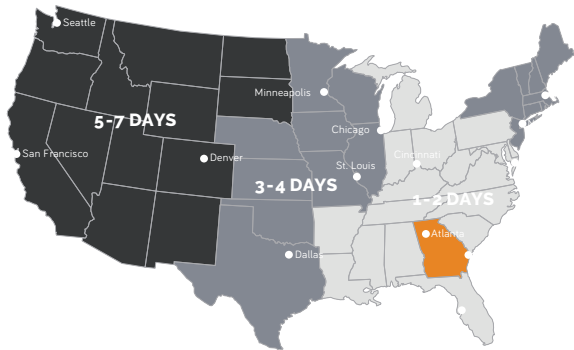 Seattle
Minneapolis
5-7 DAYS
Chicago
San Francisco
Denver
Cincinnati
St. Louis
3-4 DAYS
1-2 DAYS
Atlanta
Dallas